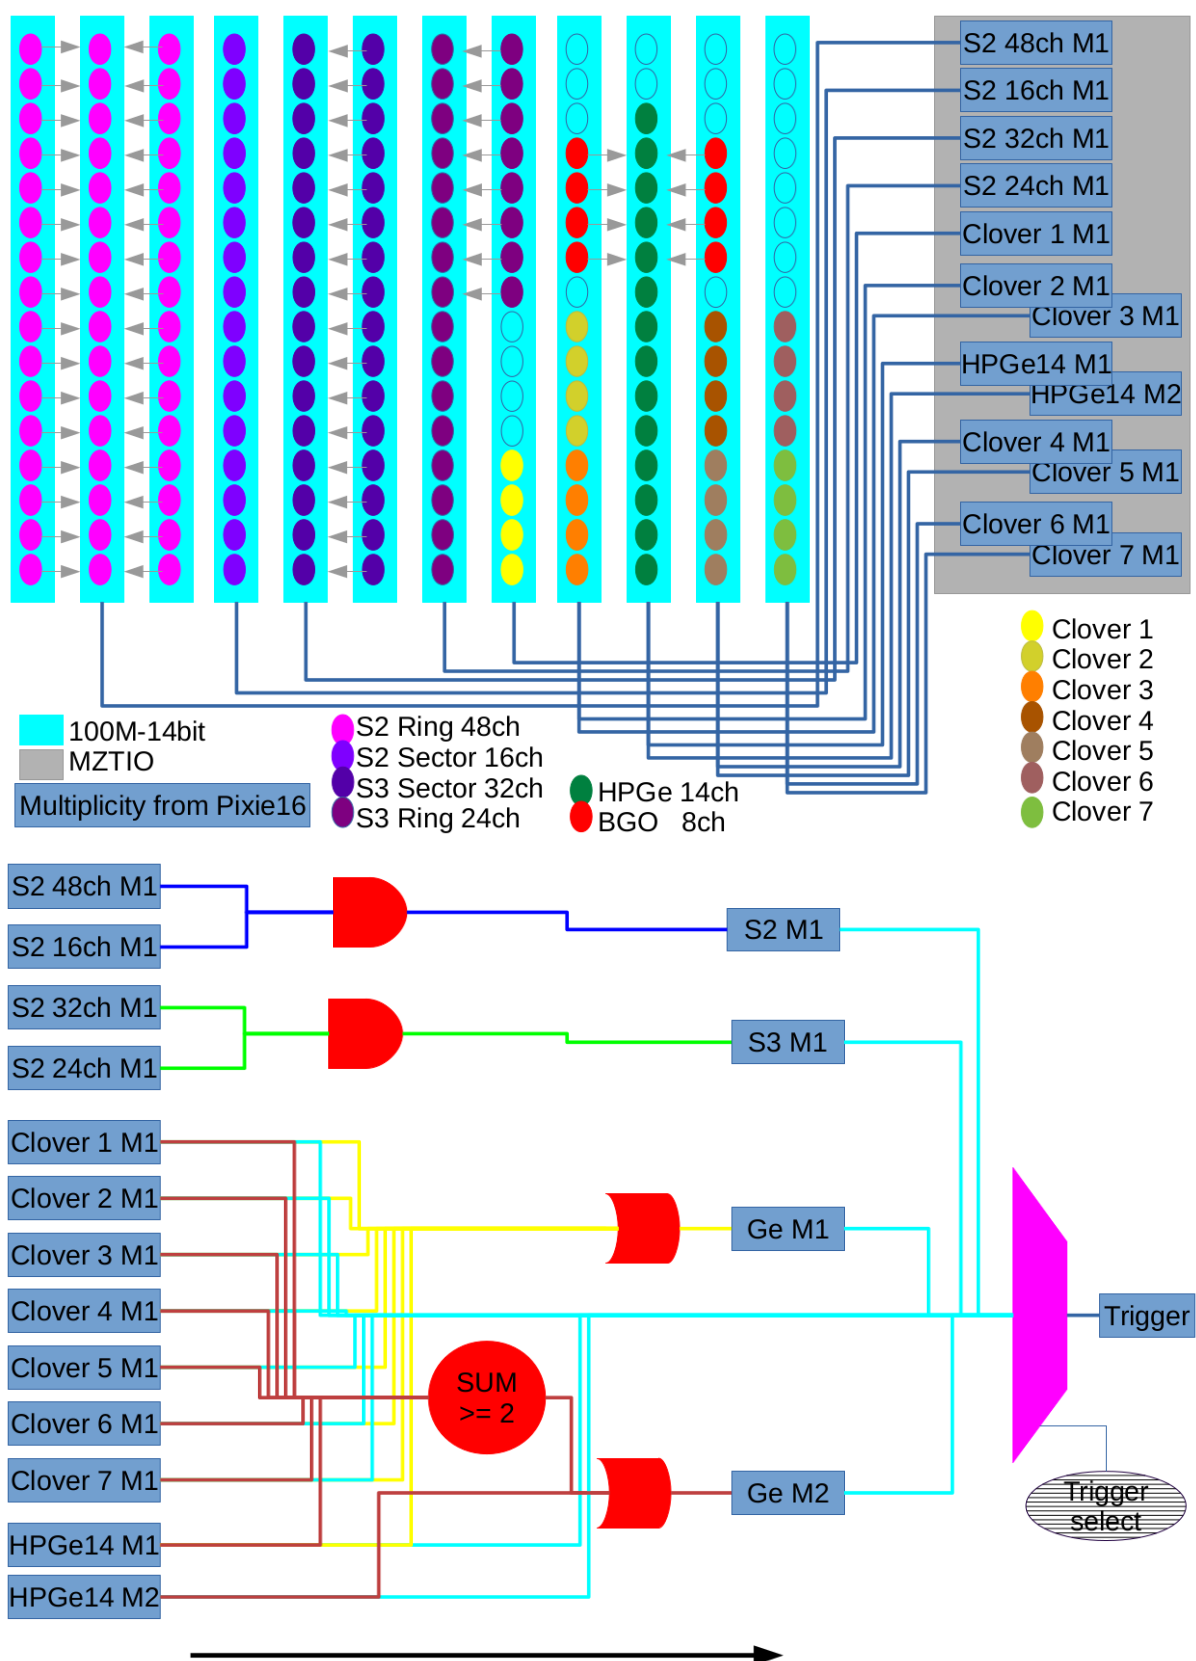 S2 48ch M1
S2 16ch M1
S2 32ch M1
S2 24ch M1
Clover 1 M1
Clover 2 M1
Clover 3 M1
HPGe14 M1
HPGe14 M2
Clover 4 M1
Clover 5 M1
Clover 6 M1
Clover 7 M1
Clover 1
Clover 2
Clover 3
Clover 4
Clover 5
Clover 6
Clover 7
100M-14bit
MZTIO
Multiplicity from Pixie16
S2 Ring 48ch
S2 Sector 16ch
S3 Sector 32ch
S3 Ring 24ch
HPGe 14ch
BGO 8ch
S2 48ch M1
S2 16ch M1
S2 M1
S2 32ch M1
S2 24ch M1
S3 M1
Clover 1 M1
Clover 2 M1
Clover 3 M1
Clover 4 M1
Clover 5 M1
Clover 6 M1
Clover 7 M1
HPGe14 M1
HPGe14 M2
SUM
>= 2
Ge M1
Ge M2
Trigger
Trigger
select